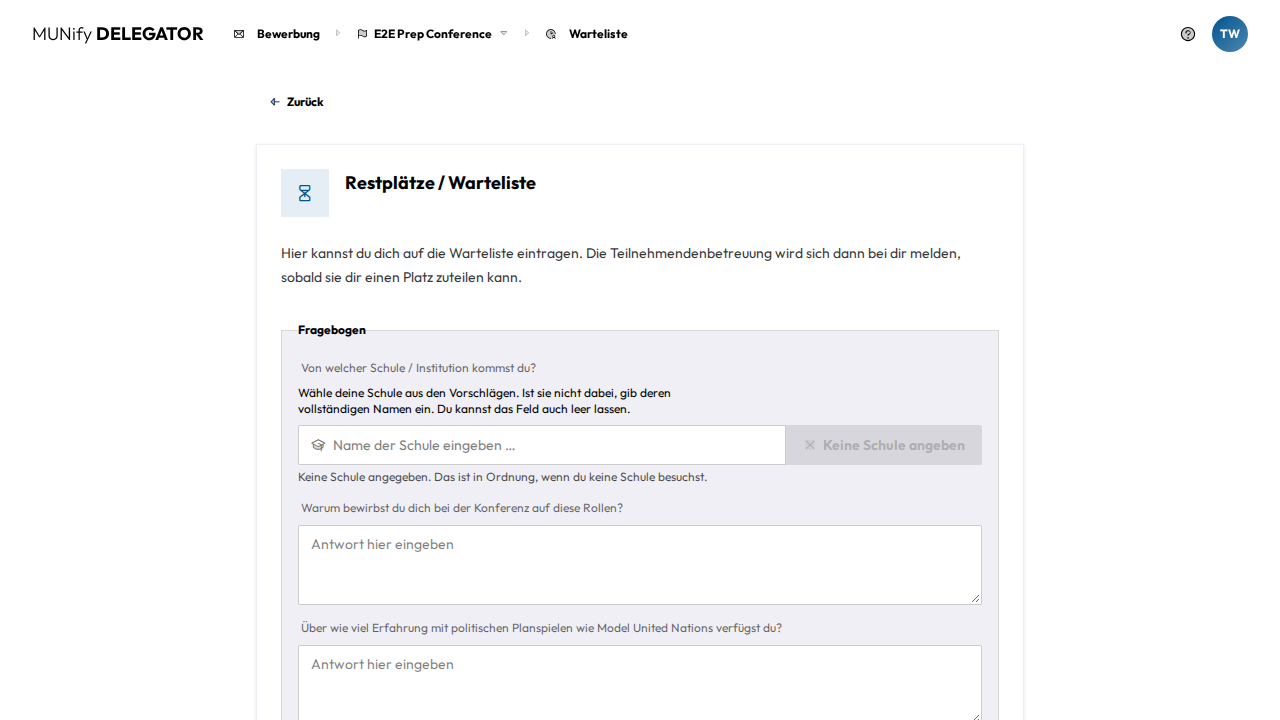 MUNify DELEGATOR
Bewerbung
E2E Prep Conference
Warteliste
TW
Zurück
Restplätze / Warteliste
Hier kannst du dich auf die Warteliste eintragen. Die Teilnehmendenbetreuung wird sich dann bei dir melden,
sobald sie dir einen Platz zuteilen kann.
Fragebogen
Von welcher Schule / Institution kommst du?
Wähle deine Schule aus den Vorschlägen. Ist sie nicht dabei, gib deren
vollständigen Namen ein. Du kannst das Feld auch leer lassen.
Name der Schule eingeben ...
Keine Schule angeben
Keine Schule angegeben. Das ist in Ordnung, wenn du keine Schule besuchst.
Warum bewirbst du dich bei der Konferenz auf diese Rollen?
Antwort hier eingeben
Über wie viel Erfahrung mit politischen Planspielen wie Model United Nations verfügst du?
Antwort hier eingeben